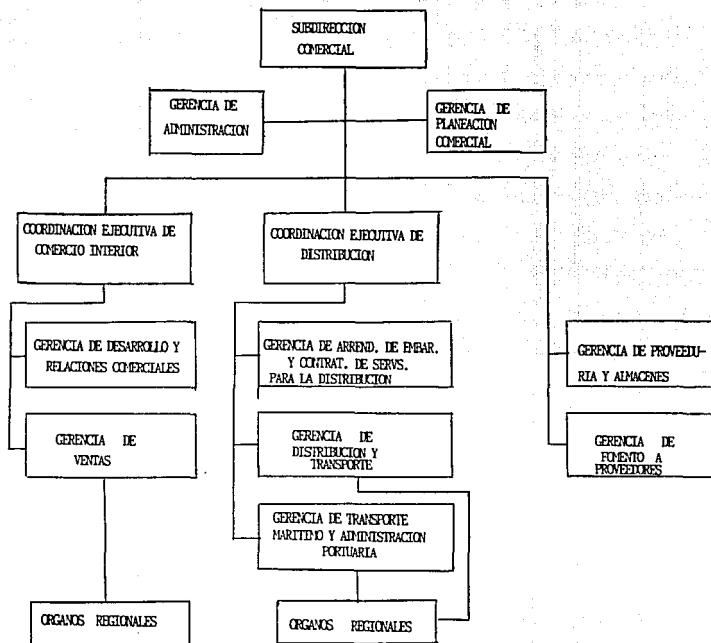 SUBDIRECCION
COMERCIAL
GERENCIA DE
ADMINISTRACION
GERENCIA DE
PLANEACION
COMERCIAL
COORDINACION EJECUTIVA DE
COMERCIO INTERIOR
COORDINACION EJECUTIVA DE
DISTRIBUCION
GERENCIA DE DESARROLLO Y
RELACIONES COMERCIALES
GERENCIA DE ARREND. DE EMBAR.
Y CONTRAT. DE SERVS.
PARA LA DISTRIBUCION
GERENCIA DE PROVEEDU-
RIA Y ALMACENES
GERENCIA DE
VENTAS
GERENCIA DE
DISTRIBUCION Y
TRANSPORTE
GERENCIA DE
FOMENTO A
PROVEEDORES
GERENCIA DE TRANSPORTE
MARITIMO Y ADMINISTRACION
PORTUARIA
ORGANOS REGIONALES
ORGANOS REGIONALES